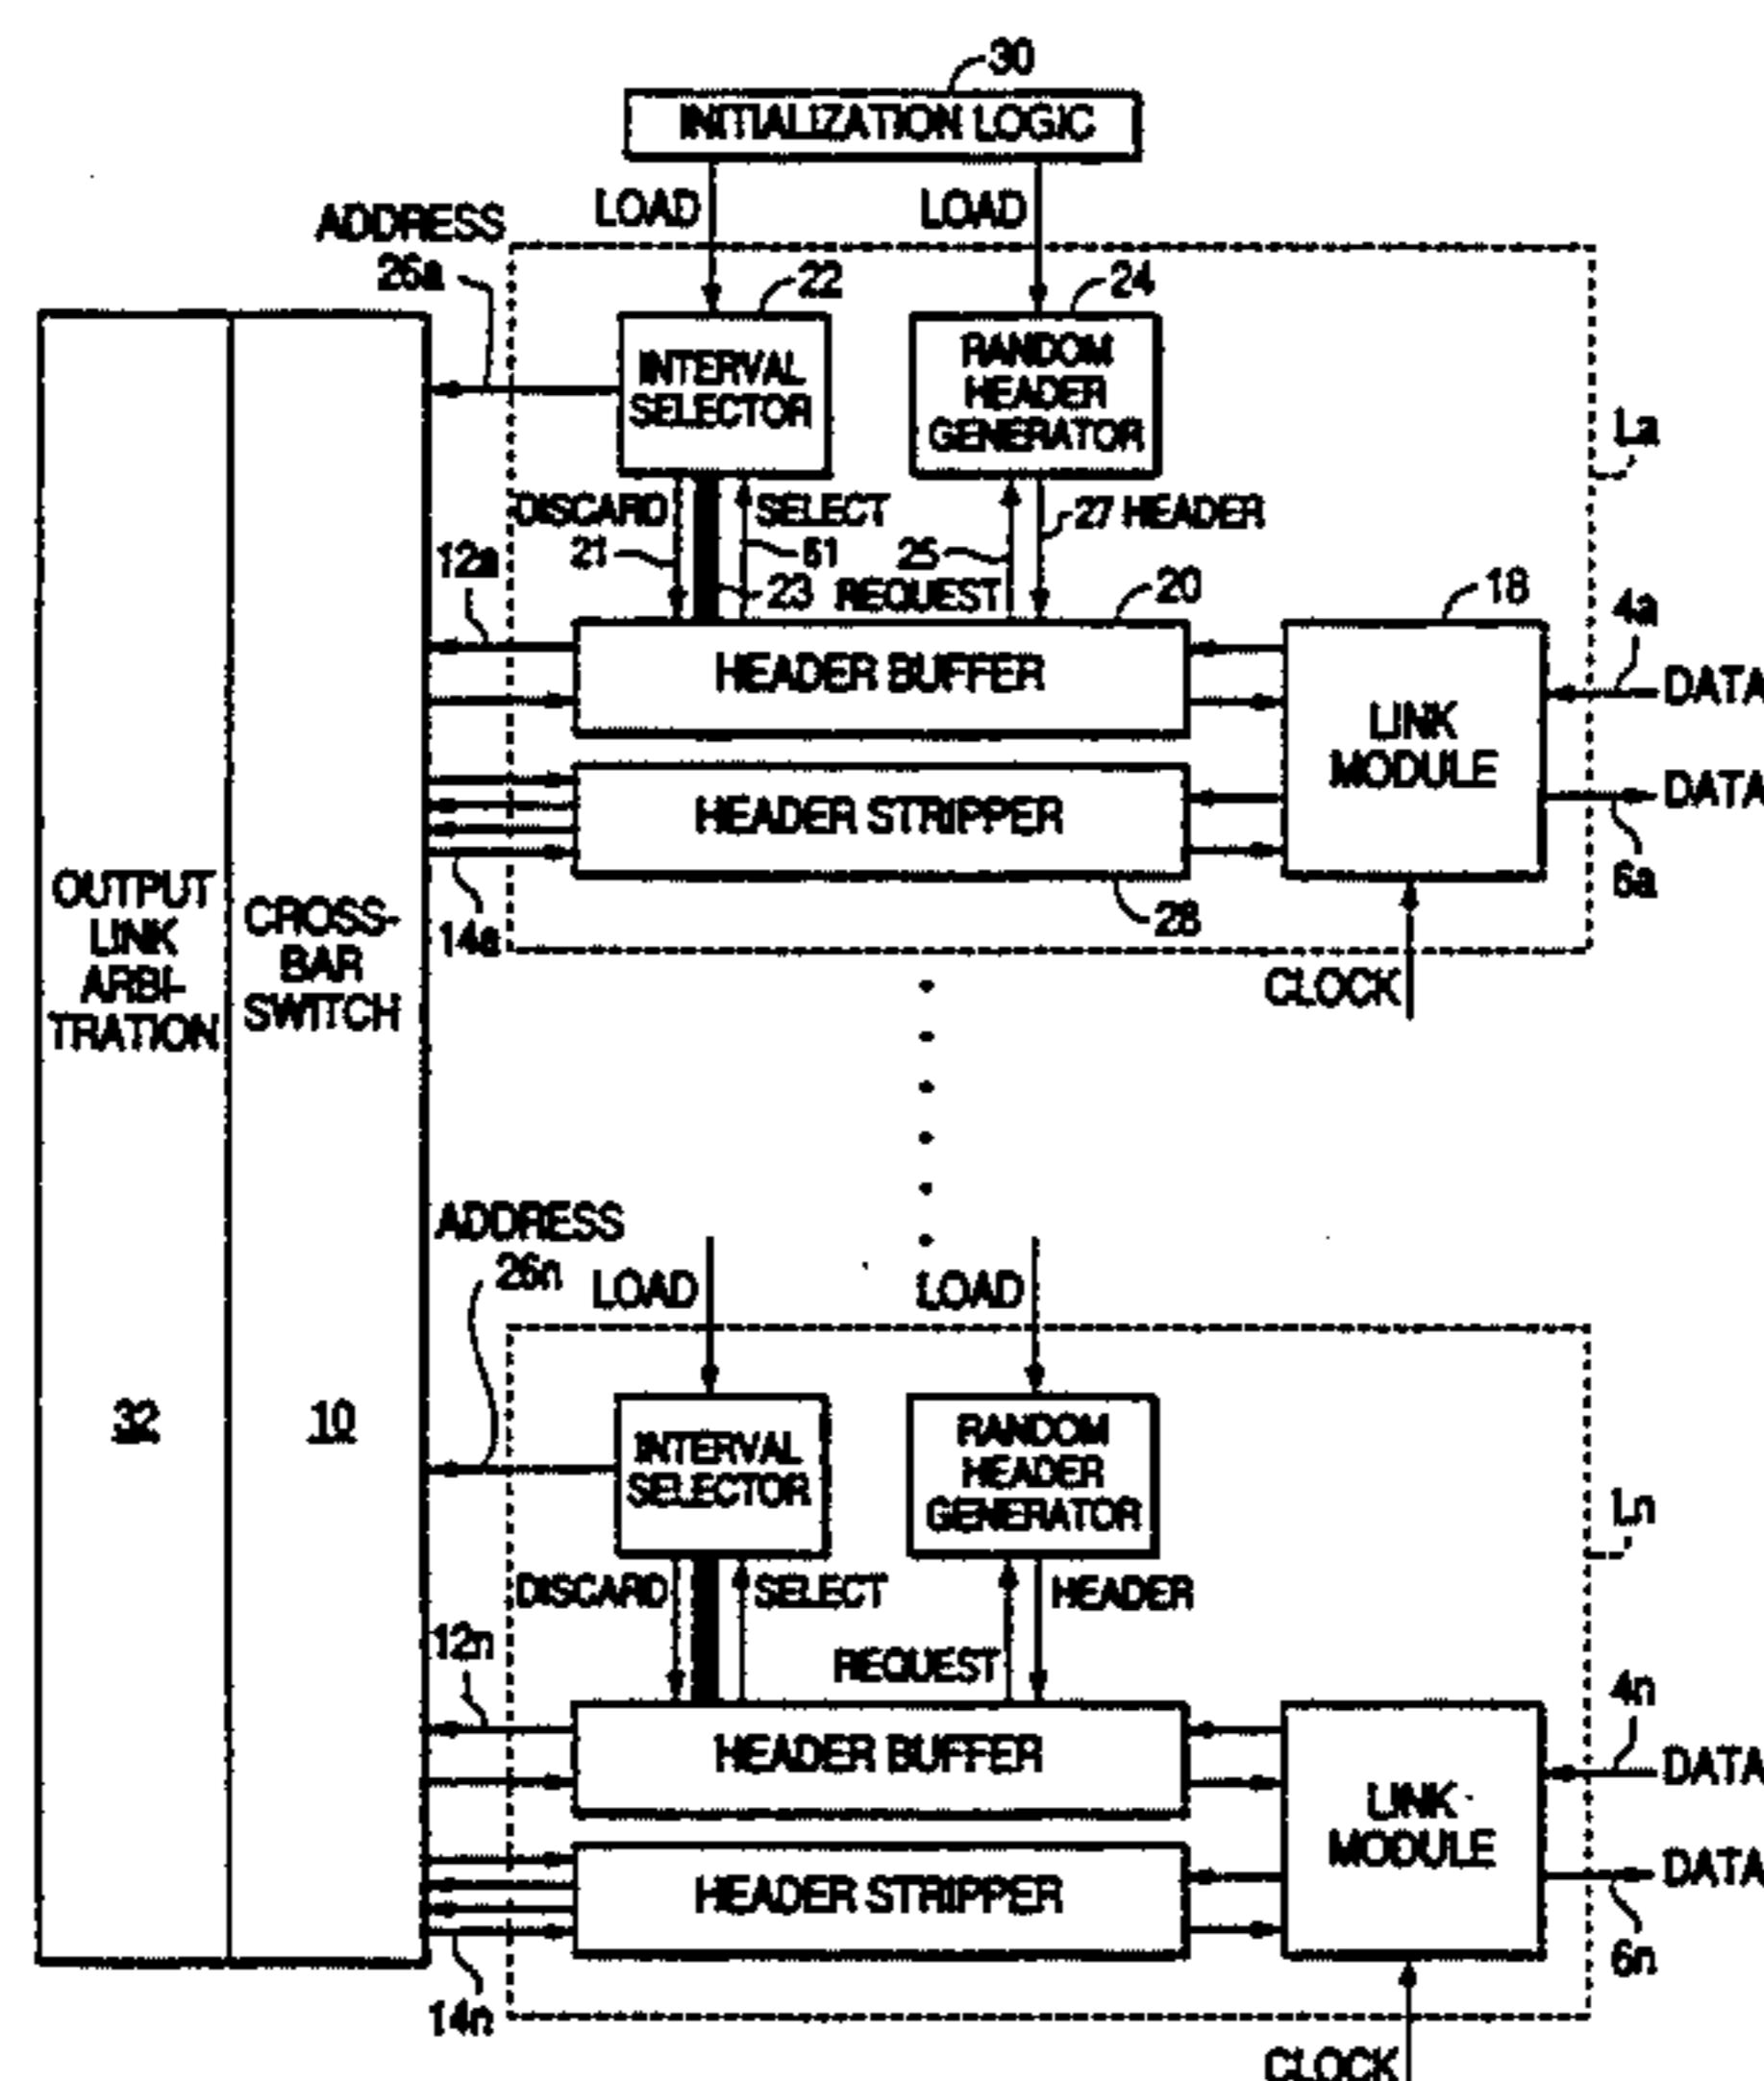 30
INITIALIZATION LOGIC
LOAD
LOAD
ADDRESS
26a
22
24
INTERVAL
SELECTOR
RANDOM
HEADER
GENERATOR
La
DISCARD
SELECT
27 HEADER
21
51
25
12a
23
REQUEST
20
18
4a
HEADER BUFFER
DATA
LINK
MODULE
DATA
HEADER STRIPPER
6a
OUTPUT
LINK
ARBI-
TRATION
CROSS-
BAR
SWITCH
14a
28
CLOCK
ADDRESS
26n
LOAD
LOAD
32
10
INTERVAL
SELECTOR
RANDOM
HEADER
GENERATOR
Ln
DISCARD
SELECT
HEADER
12n
REQUEST
4n
HEADER BUFFER
DATA
LINK
MODULE
DATA
HEADER STRIPPER
6n
14n
CLOCK